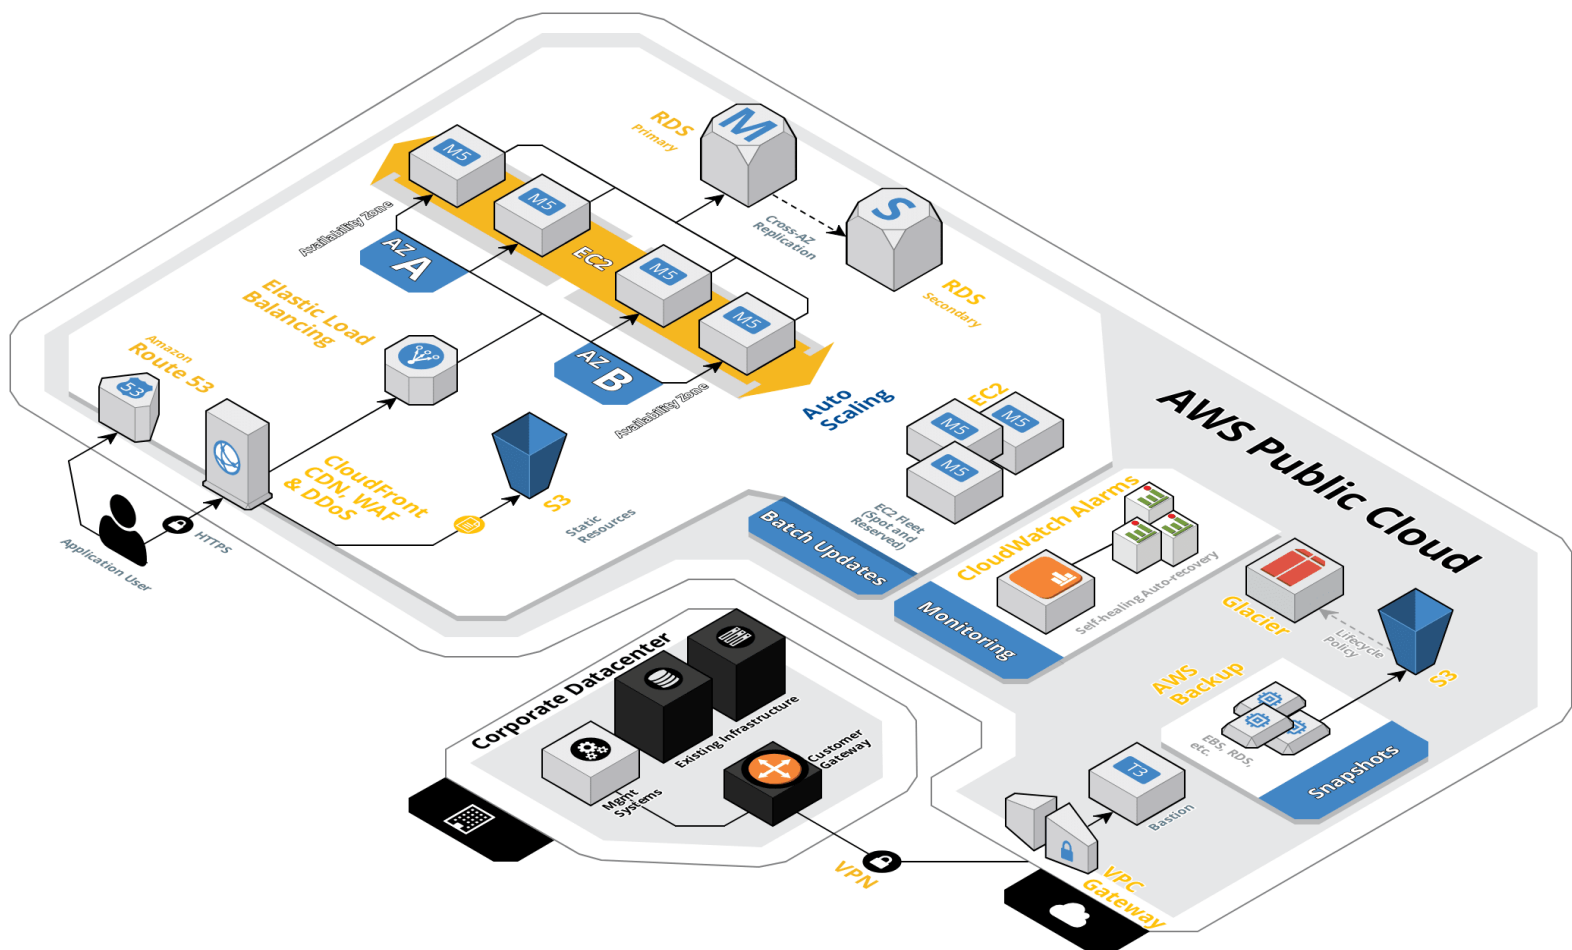 RDS
Primary
M
M5
M5
M5
M5
EC2
Availability Zone
AZ
A
S
Cross-AZ
Replication
RDS
Secondary
Elastic Load
Balancing
AZ
B
Availability Zone
Auto
Scaling
Amazon
Route 53
53
CloudFront
CDN, WAF
& DDoS
S3
Static
Resources
HTTPS
Application User
EC2
M5
M5
M5
EC2 Fleet
(Spot and
Reserved)
Batch Updates
AWS Public Cloud
CloudWatch Alarms
Self-healing Auto-recovery
Monitoring
Glacier
Lifecycle
Policy
S3
AWS
Backup
EBS, RDS,
etc.
Snapshots
Corporate Datacenter
Existing Infrastructure
Mgmt
Systems
Customer
Gateway
VPN
T3
Bastion
VPC
Gateway